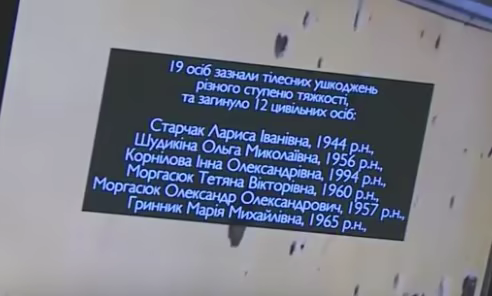 19 осіб зазнали тілесних ушкоджень
різного ступеню тяжкості,
та загинуло 12 цивільних осіб:
Старчак Лариса Іванівна, 1944 р.н.,
Шудикіна Ольга Миколаївна, 1956 р.н.,
Корнілова Інна Олександрівна, 1994 р.н.,
Моргасюк Тетяна Вікторівна, 1960 р.н.,
Моргасюк Олександр Олександрович, 1957 р.н.,
Гринник Марія Михайлівна, 1965 р.н.,